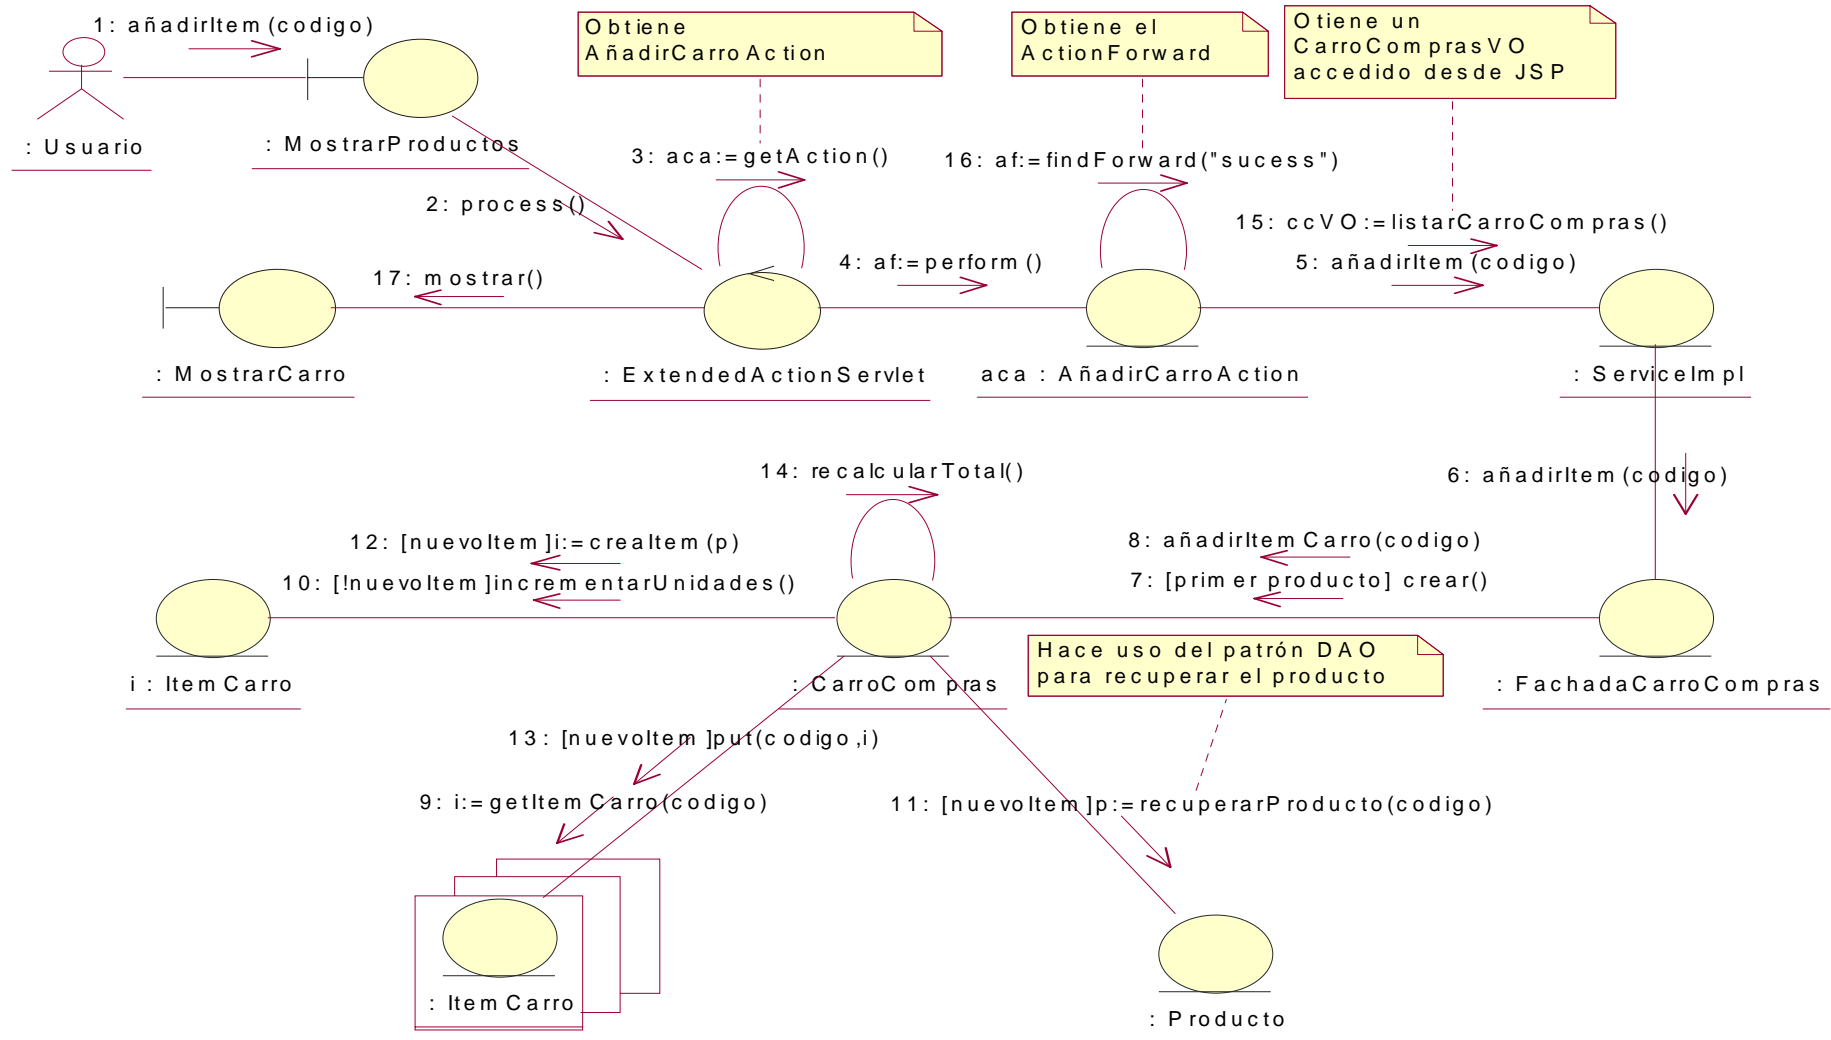 1: añadirItem(codigo)
Obtiene
AñadirCarroAction
Obtiene el
ActionForward
Otiene un
CarroComprasVO
accedido desde JSP
: Usuario
: MostrarProductos
3: aca:=getAction()
16: af:=findForward("sucess")
2: process()
15: ccVO:=listarCarroCompras()
17: mostrar()
4: af:=perform()
5: añadirItem(codigo)
: MostrarCarro
: ExtendedActionServlet
aca : AñadirCarroAction
: ServiceImpl
14: recalcularTotal()
6: añadirItem(codigo)
12: [nuevoItem]i:=creaItem(p)
8: añadirItemCarro(codigo)
10: [!nuevoItem]incrementarUnidades()
7: [primer producto] crear()
Hace uso del patrón DAO
para recuperar el producto
i : ItemCarro
: CarroCompras
: FachadaCarroCompras
13: [nuevoItem]put(codigo,i)
9: i:=getItemCarro(codigo)
11: [nuevoItem]p:=recuperarProducto(codigo)
: ItemCarro
: Producto